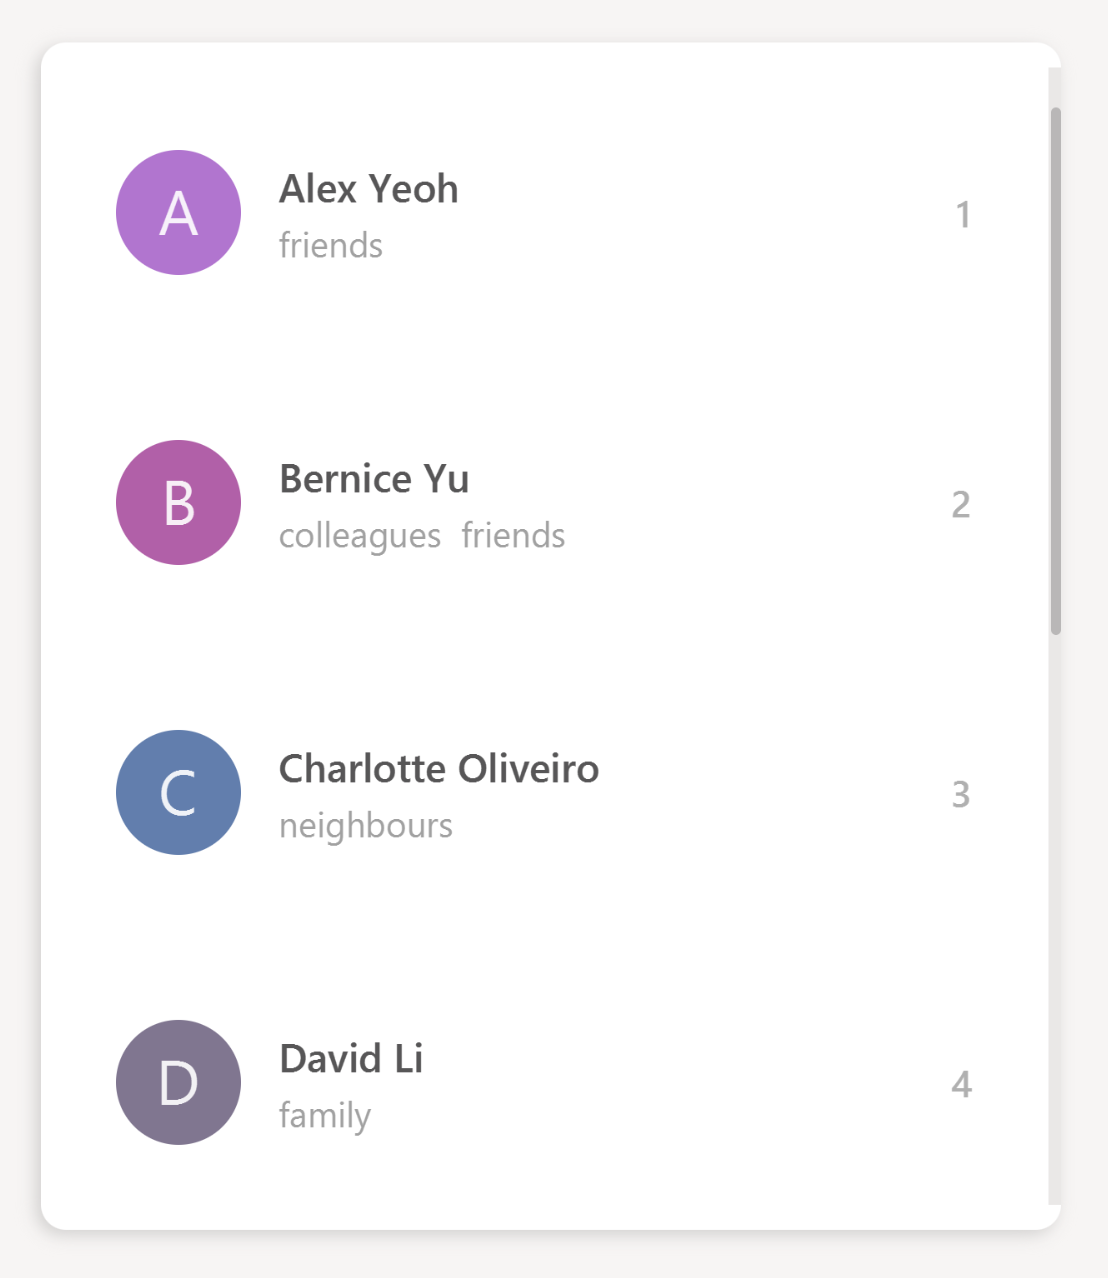 A
Alex Yeoh
friends
1
B
Bernice Yu
colleagues friends
2
C
Charlotte Oliveiro
neighbours
3
D
David Li
family
4